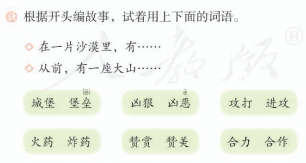 根据开头编故事，试着用上下面的词语。
在一片沙漠里，有……
从前，有一座大山……
城堡 堡垒 凶狠 凶恶 攻打 进攻
火药 炸药 赞赏 赞美 合力 合作